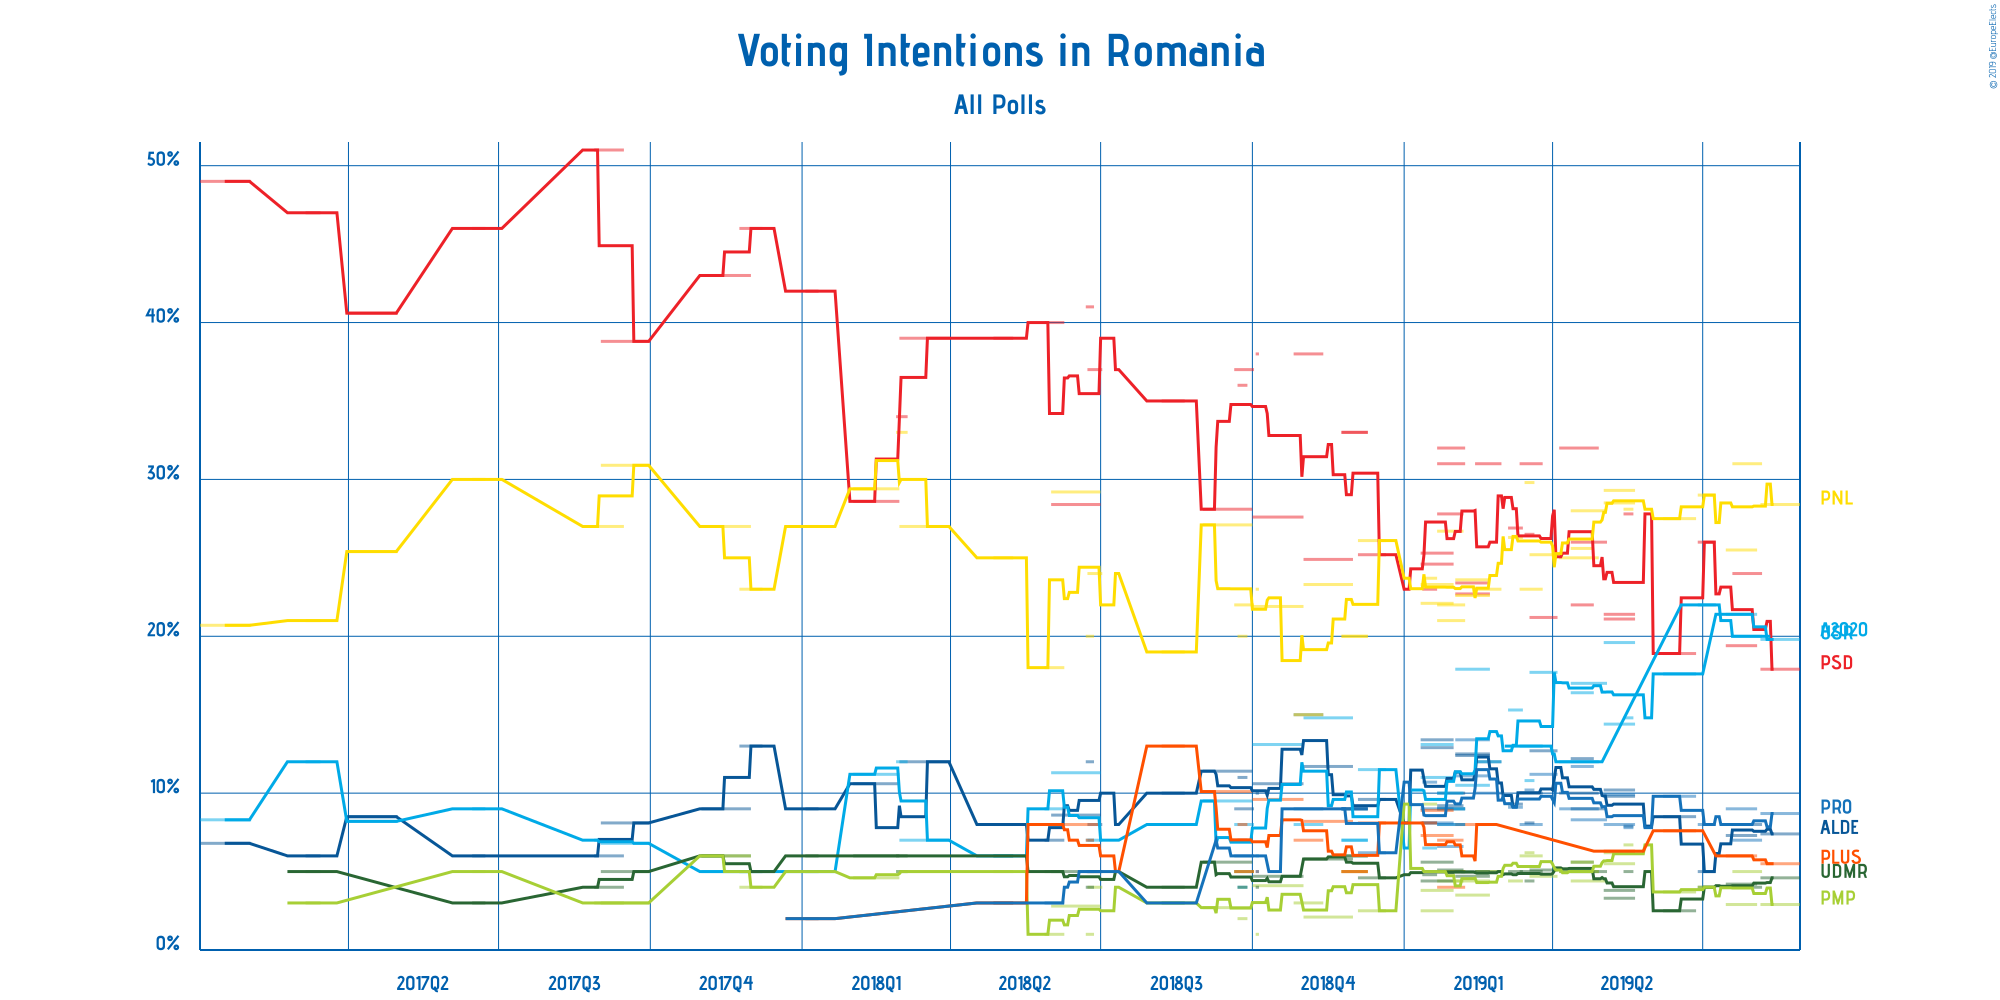 Voting Intentions in Romania
All Polls
© 2019 @EuropeElects
50%
40%
30%
20%
10%
0%
PNL
A2020
USR
PSD
PRO
ALDE
PLUS
UDMR
PMP
2017Q2
2017Q3
2017Q4
2018Q1
2018Q2
2018Q3
2018Q4
2019Q1
2019Q2